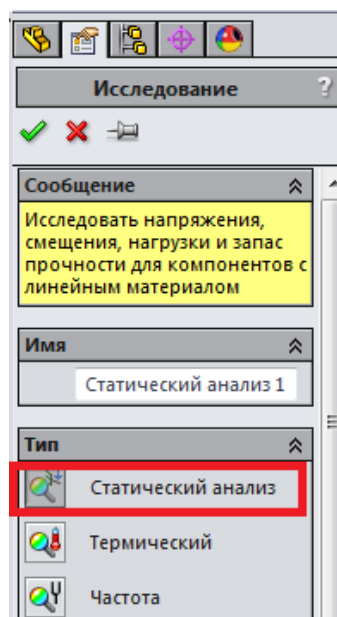 Исследование ?
Сообщение
Исследовать напряжения,
смещения, нагрузки и запас
прочности для компонентов с
линейным материалом
Имя
Статический анализ 1
Тип
Статический анализ
Термический
Частота